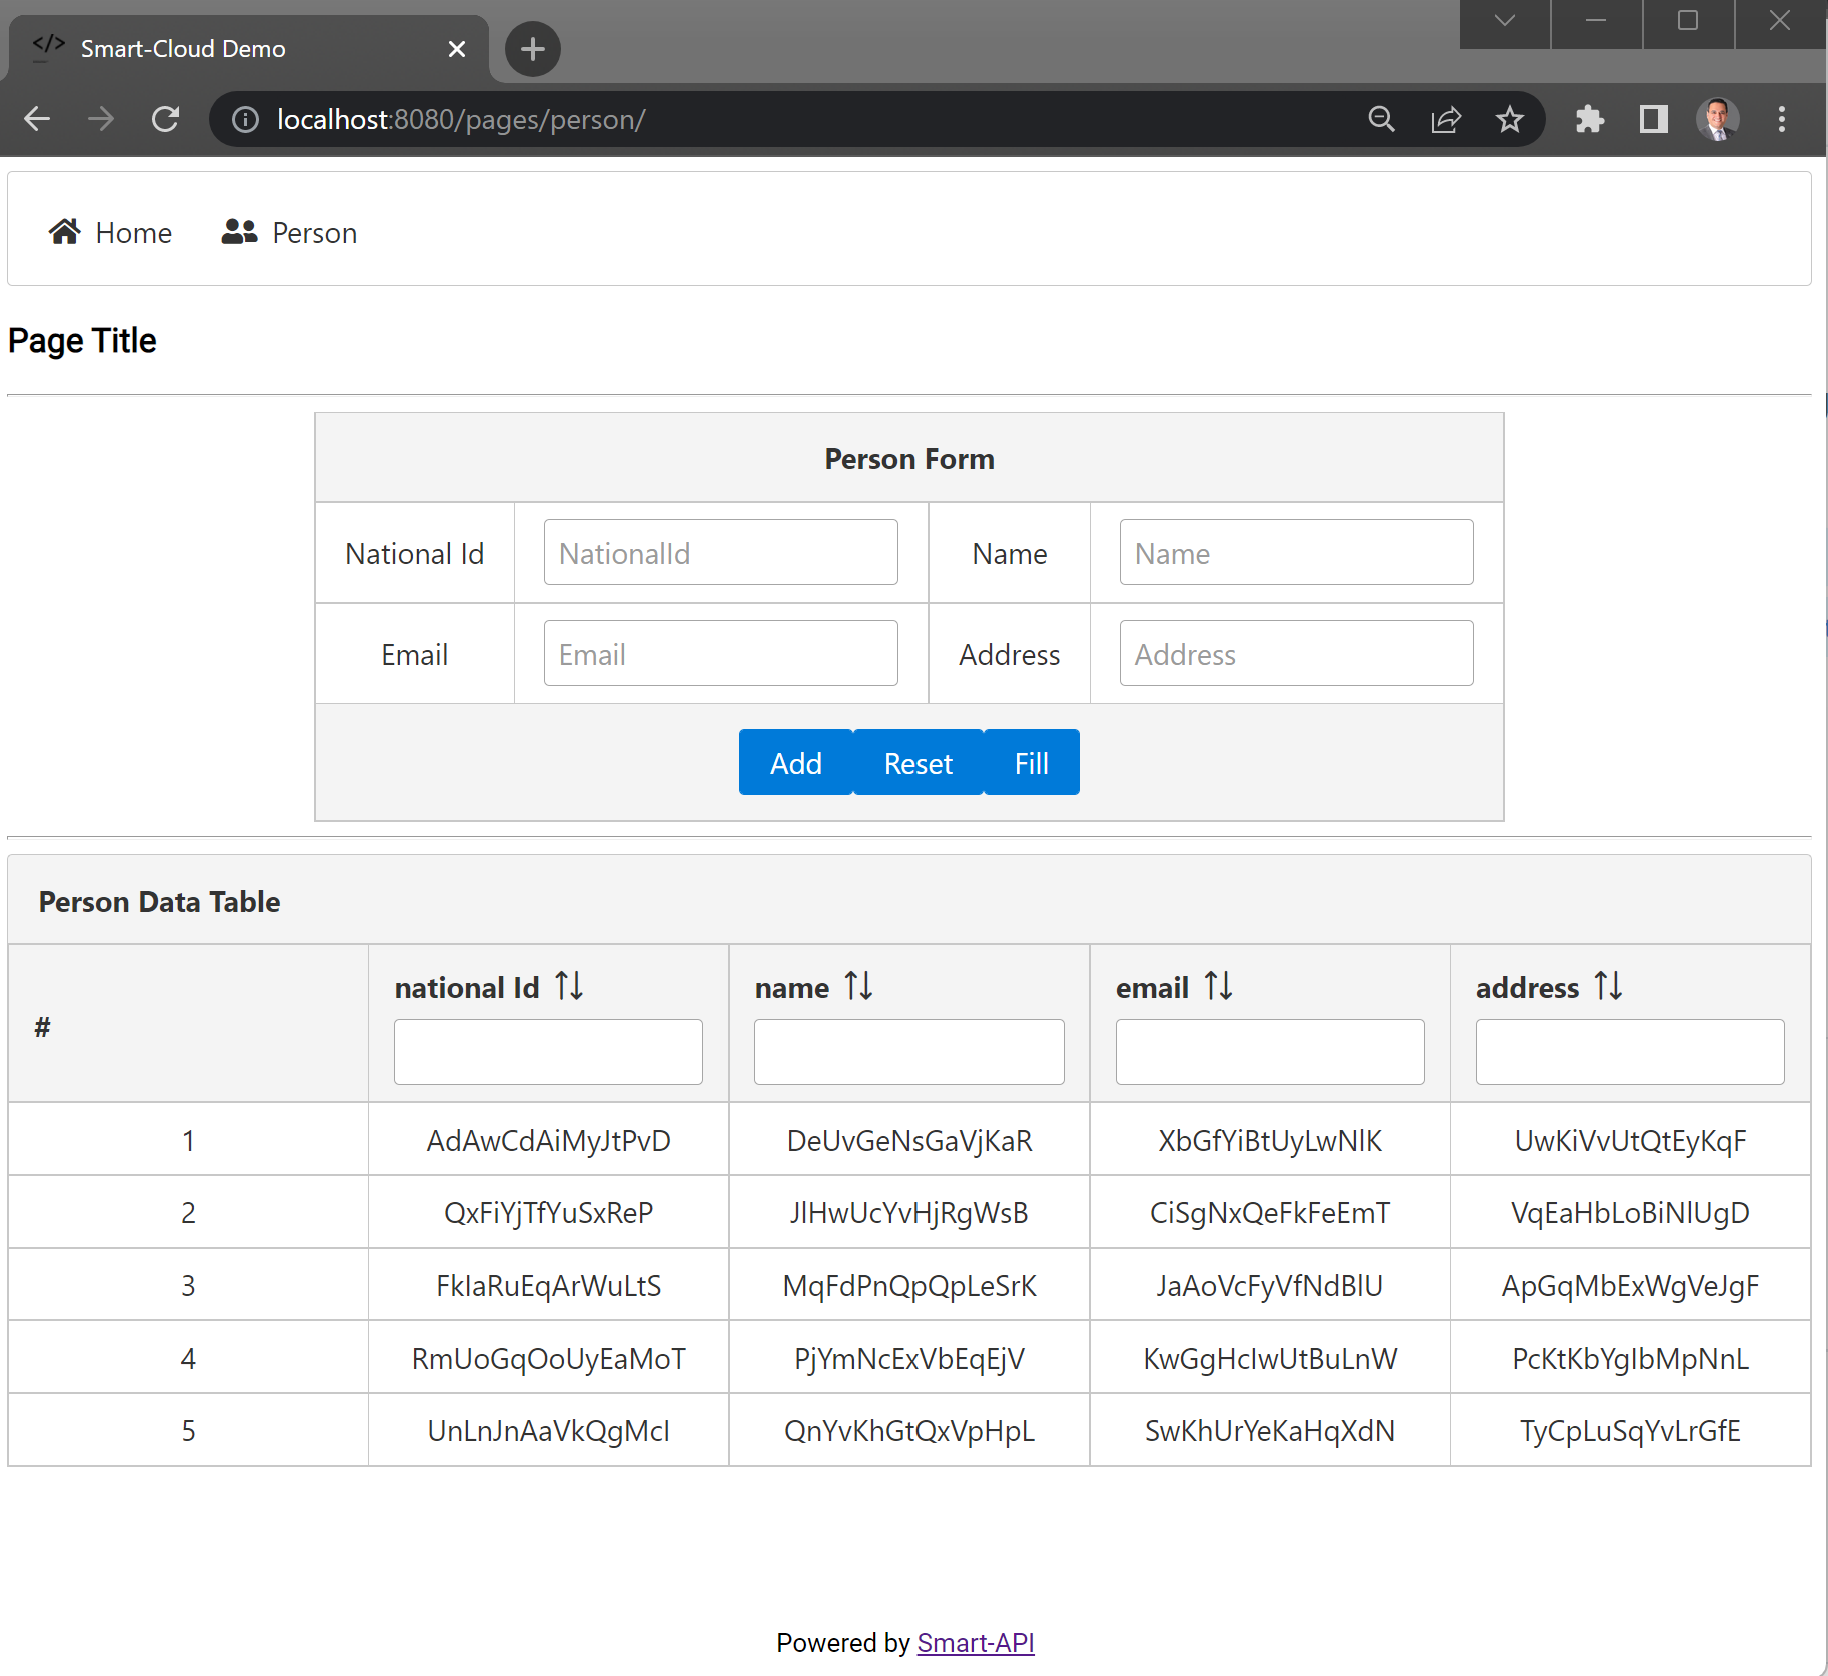 Smart-Cloud Demo
localhost:8080/pages/person/
Home Person
Page Title
Person Form
National Id NationalId Name Name
Email Email Address Address
Add Reset Fill
Person Data Table
# national Id name email address
1 AdAwCdAiMyJtPvD DeUvGeNsGaVjKaR XbGfYiBtUyLwNlK UwKiVvUtQtEyKqF
2 QxFiYjTfYuSxReP JlHwUcYvHjRgWsB CiSgNxQeFkFeEmT VqEaHbLoBiNlUgD
3 FkIaRuEqArWuLtS MqFdPnQpQpLeSrK JaAoVcFyVfNdBlU ApGqMbExWgVeJgF
4 RmUoGqOoUyEaMoT PjYmNcExVbEqEjV KwGgHcIwUtBuLnW PcKtKbYgIbMpNnL
5 UnLnJnAaVkQgMcI QnYvKhGtQxVpHpL SwKhUrYeKaHqXdN TyCpLuSqYvLrGfE
Powered by Smart-API